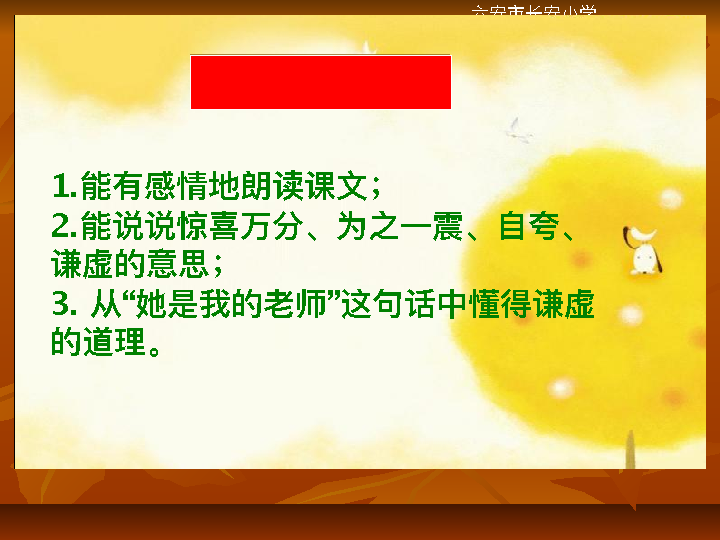 六安市长安小学
1.能有感情地朗读课文；
2.能说说惊喜万分、为之一震、自夸、
谦虚的意思；
3. 从“她是我的老师”这句话中懂得谦虚
的道理。